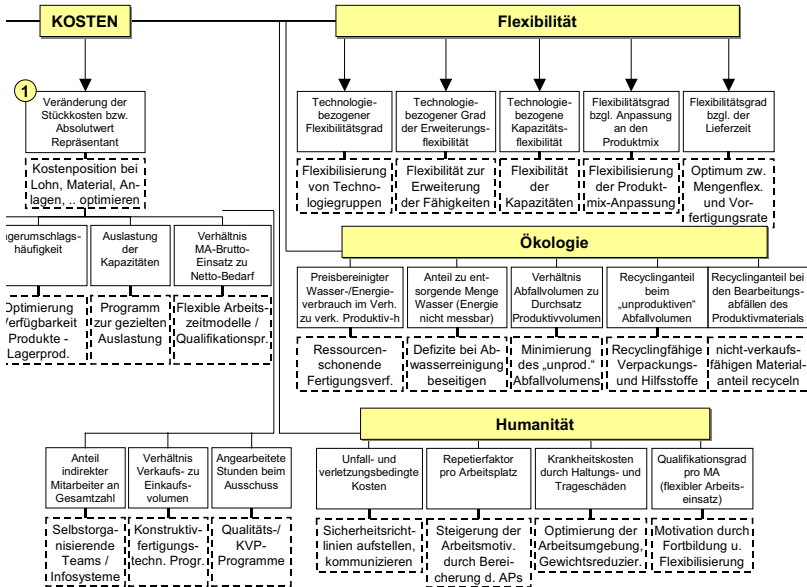 KOSTEN
1
Veränderung der
Stückkosten bzw.
Absolutwert
Repräsentant
Kostenposition bei
Lohn, Material, An-
lagen, .. optimieren
gerumschlags-
häufigkeit
Optimierung
Verfügbarkeit
Produkte -
Lagerprod.
Auslastung
der
Kapazitäten
Programm
zur gezielten
Auslastung
Verhältnis
MA-Brutto-
Einsatz zu
Netto-Bedarf
Flexible Arbeits-
zeitmodelle /
Qualifikationspr.
Anteil
indirekter
Mitarbeiter an
Gesamtzahl
Selbstorga-
nisierende
Teams /
Infosysteme
Verhältnis
Verkaufs- zu
Einkaufs-
volumen
Konstruktiv-
fertigungs-
techn. Progr.
Angearbeitete
Stunden beim
Ausschuss
Qualitäts-/
KVP-
Programme
Flexibilität
Technologie-
bezogener
Flexibilitätsgrad
Flexibilisierung
von Techno-
logiegruppen
Technologie-
bezogener Grad
der Erweiterungs-
flexibilität
Flexibilität zur
Erweiterung
der Fähigkeiten
Technologie-
bezogene
Kapazitäts-
flexibilität
Flexibilität
der
Kapazitäten
Flexibilitätsgrad
bzgl. Anpassung
an den
Produktmix
Flexibilisierung
der Produkt-
mix-Anpassung
Flexibilitätsgrad
bzgl. der
Lieferzeit
Optimum zw.
Mengenflex.
und Vor-
fertigungsrate
Ökologie
Preisbereinigter
Wasser-/Energie-
verbrauch im Verh.
zu verk. Produktiv-h
Ressourcen-
schonende
Fertigungsverf.
Anteil zu ent-
sorgende Menge
Wasser (Energie
nicht messbar)
Defizite bei Ab-
wasserreinigung
beseitigen
Verhältnis
Abfallvolumen zu
Durchsatz
Produktivvolumen
Minimierung
des „unprod.“
Abfallvolumens
Recyclinganteil
beim
„unproduktiven“
Abfallvolumen
Recyclingfähige
Verpackungs-
und Hilfsstoffe
Recyclinganteil bei
den Bearbeitungs-
abfällen des
Produktivmaterials
nicht-verkaufs-
fähigen Material-
anteil recyceln
Humanität
Unfall- und
verletzungsbedingte
Kosten
Sicherheitsricht-
linien aufstellen,
kommunizieren
Repetierfaktor
pro Arbeitsplatz
Steigerung der
Arbeitsmotiv.
durch Berei-
cherung d. APs
Krankheitskosten
durch Haltungs- und
Trageschäden
Optimierung der
Arbeitsumgebung,
Gewichtsreduzier.
Qualifikationsgrad
pro MA
(flexibler Arbeits-
einsatz)
Motivation durch
Fortbildung u.
Flexibilisierung